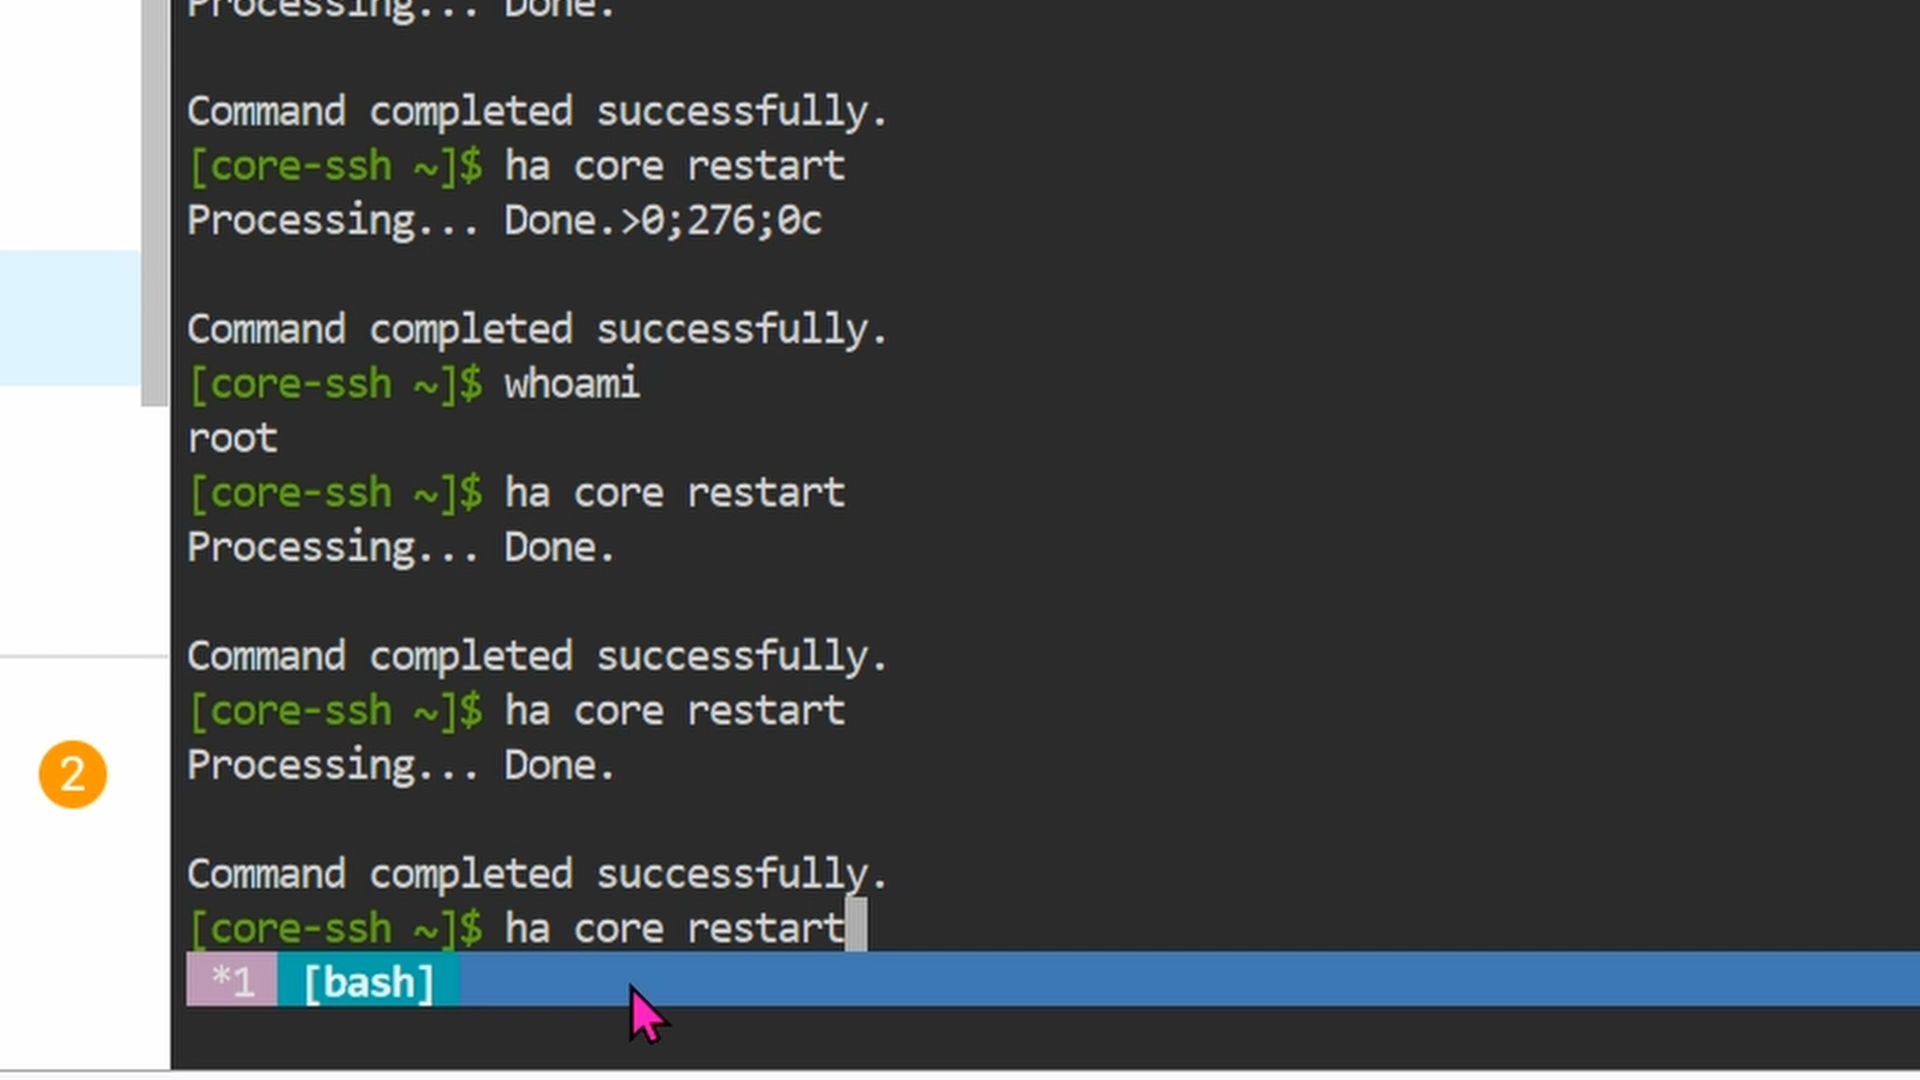 Processing... Done.
Command completed successfully.
[core-ssh ~]$ ha core restart
Processing... Done.>0;276;0c
Command completed successfully.
[core-ssh ~]$ whoami
root
[core-ssh ~]$ ha core restart
Processing... Done.
Command completed successfully.
[core-ssh ~]$ ha core restart
Processing... Done.
2
Command completed successfully.
[core-ssh ~]$ ha core restart
*1 [bash]